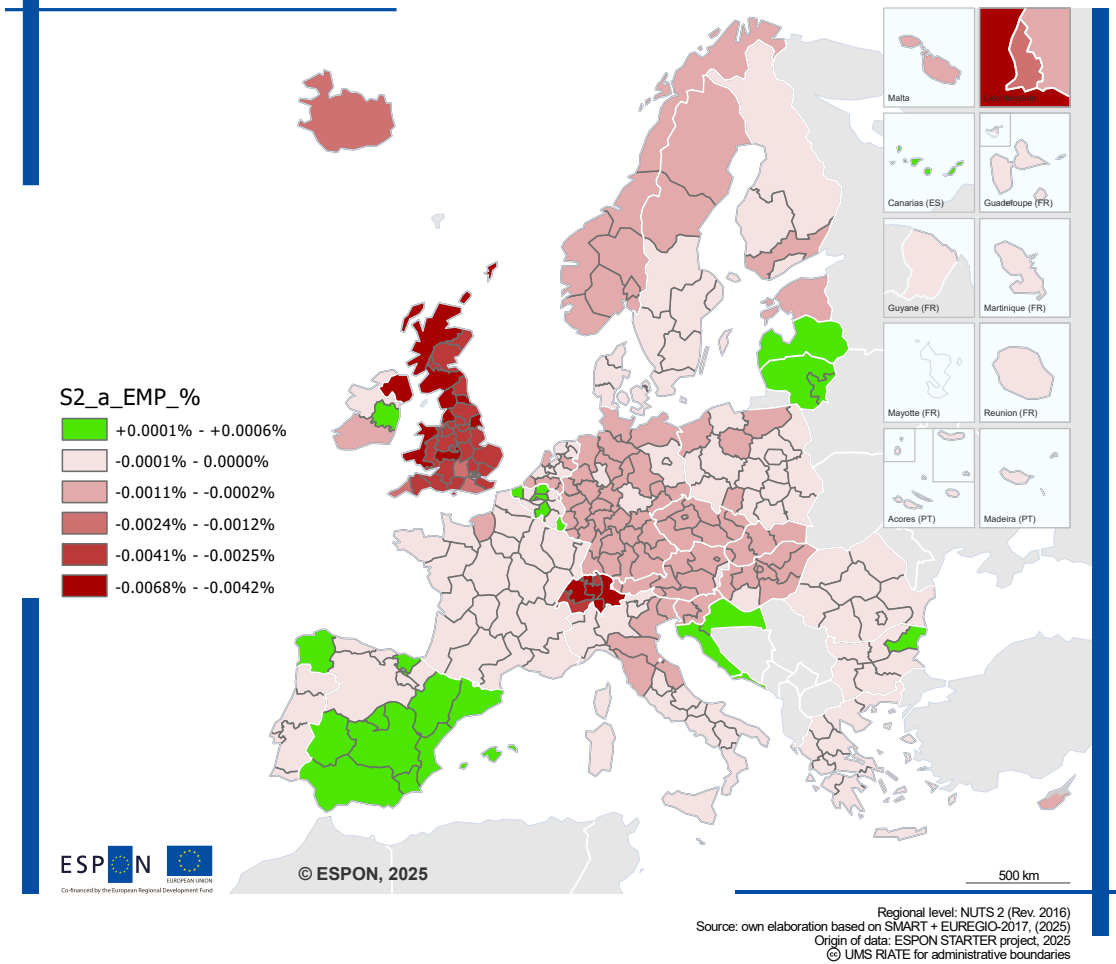 Malta
Canarias (ES)
Guadeloupe (FR)
Guyane (FR)
Martinique (FR)
Mayotte (FR)
Reunion (FR)
Acores (PT)
Madeira (PT)
S2_a_EMP_%
+0.0001% - +0.0006%
-0.0001% - 0.0000%
-0.0011% - -0.0002%
-0.0024% - -0.0012%
-0.0041% - -0.0025%
-0.0068% - -0.0042%
ESPON
EUROPEAN UNION
Co-financed by the European Regional Development Fund
© ESPON, 2025
500 km
Regional level: NUTS 2 (Rev. 2016)
Source: own elaboration based on SMART + EUREGIO-2017, (2025)
Origin of data: ESPON STARTER project, 2025
🄯 UMS RIATE for administrative boundaries